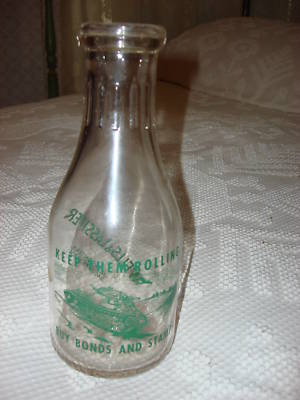 KEEP THEM ROLLING
BUY BONDS AND STAMPS